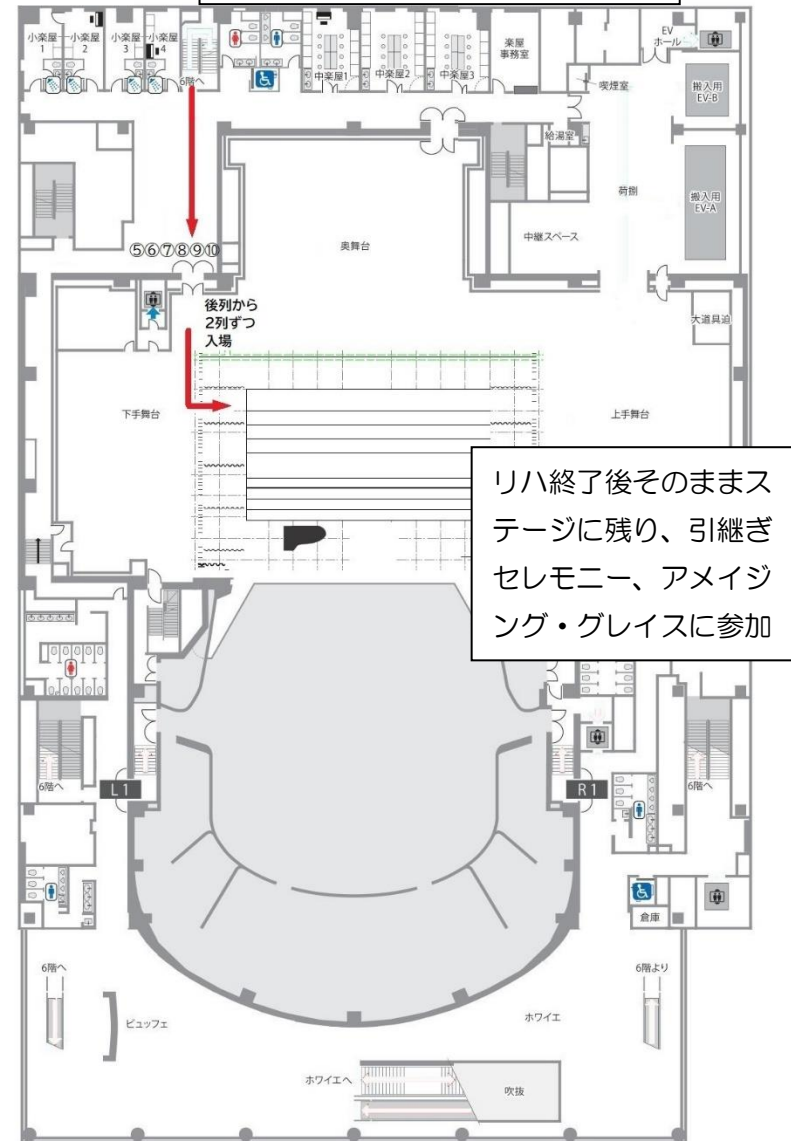 小楽屋
1
小楽屋
2
小楽屋
3
小楽屋
4
6階へ
中楽屋1
中楽屋2
中楽屋3
楽屋
事務室
EV
ホール
喫煙室
搬入用
EV-B
給湯室
荷捌
搬入用
EV-A
中継スペース
奥舞台
⑤⑥⑦⑧⑨⑩
後列から
2列ずつ
入場
大道具迫
下手舞台
上手舞台
リハ終了後そのままス
テージに残り、引継ぎ
セレモニー、アメイジ
ング・グレイスに参加
6階へ
L1
R1
6階へ
倉庫
6階へ
6階より
ビュッフェ
ホワイエ
ホワイエへ
吹抜